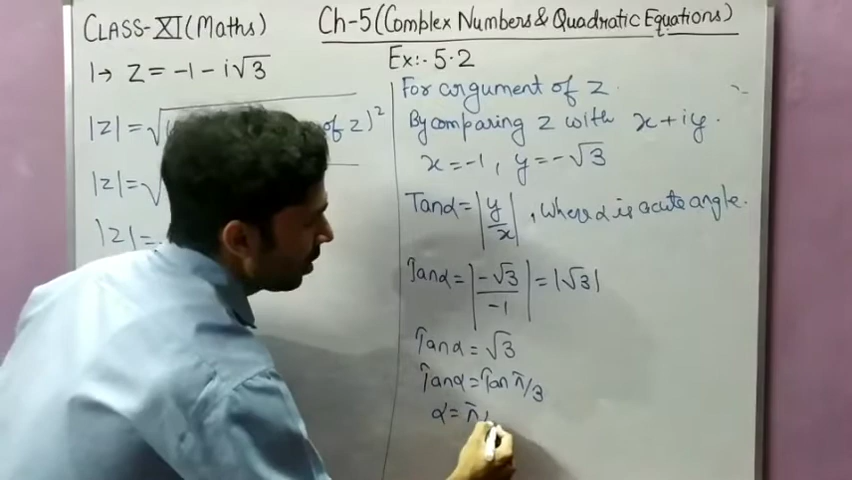 CLASS-XI (Maths)
Ch-5 (Complex Numbers & Quadratic Equations)
Ex:- 5.2
1→ Z = -1 - i√3
|Z| = √
of Z)²
|Z| = √
|Z| =
For argument of Z.
By comparing Z with x + iy.
x = -1, y = -√3
Tanα = |y/x|, where α is acute angle.
Tanα = |-√3/-1| = |√3|
Tanα = √3
Tanα = Tan π/3
α = π/